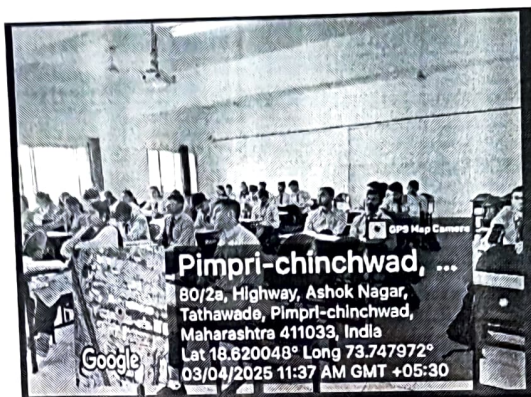 GPS Map Camera
Pimpri-chinchwad, ...
80/2a, Highway, Ashok Nagar,
Tathawade, Pimpri-chinchwad,
Maharashtra 411033, India
Lat 18.620048° Long 73.747972°
03/04/2025 11:37 AM GMT +05:30
Google